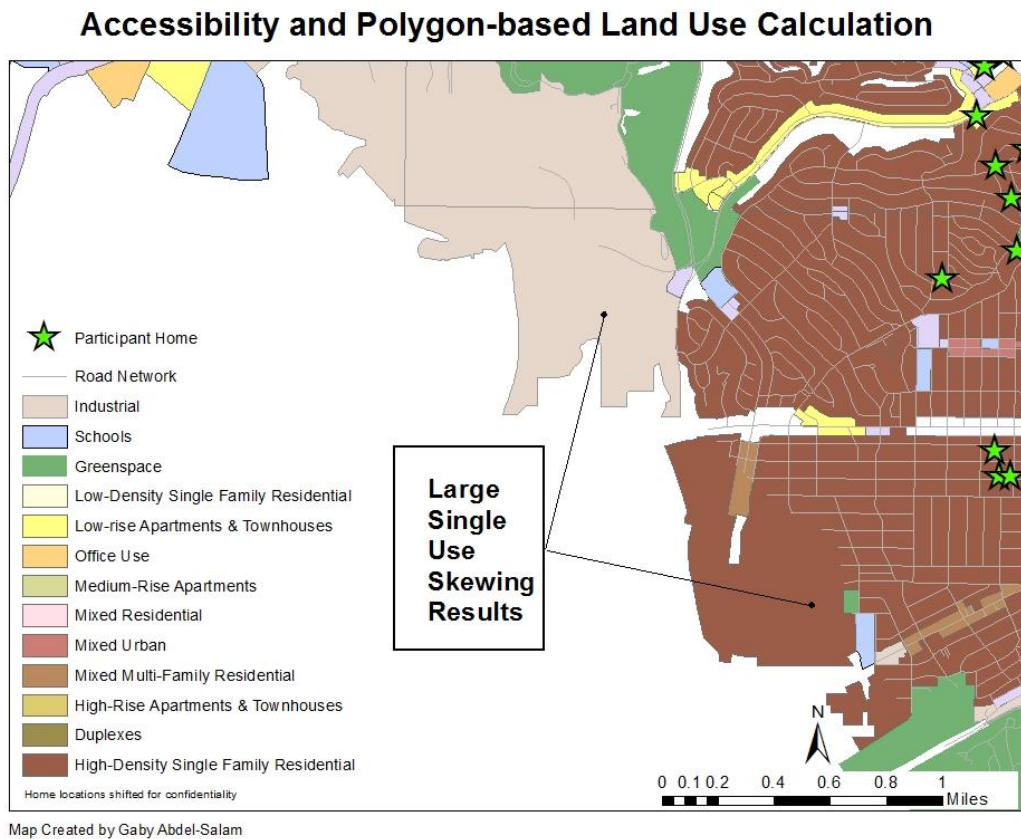 Accessibility and Polygon-based Land Use Calculation
Participant Home
Road Network
Industrial
Schools
Greenspace
Low-Density Single Family Residential
Low-rise Apartments & Townhouses
Office Use
Medium-Rise Apartments
Mixed Residential
Mixed Urban
Mixed Multi-Family Residential
High-Rise Apartments & Townhouses
Duplexes
High-Density Single Family Residential
Home locations shifted for confidentiality
Large
Single
Use
Skewing
Results
N
0 0.1 0.2 0.4 0.6 0.8 1
Miles
Map Created by Gaby Abdel-Salam